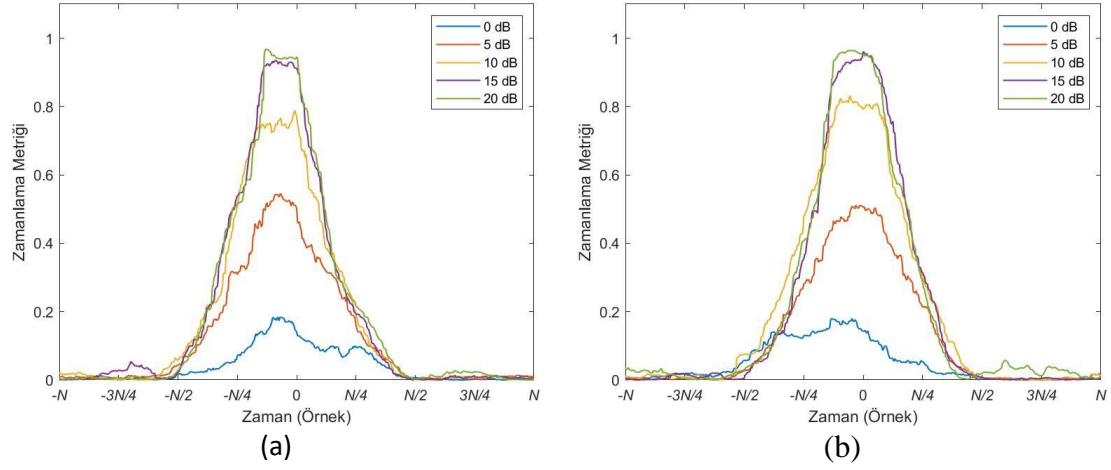 1
0 dB
5 dB
10 dB
15 dB
20 dB
0.8
0.6
0.4
0.2
0
Zamanlama Metriği
-N -3N/4 -N/2 -N/4 0 N/4 N/2 3N/4 N
Zaman (Örnek)
(a)
1
0 dB
5 dB
10 dB
15 dB
20 dB
0.8
0.6
0.4
0.2
0
Zamanlama Metriği
-N -3N/4 -N/2 -N/4 0 N/4 N/2 3N/4 N
Zaman (Örnek)
(b)